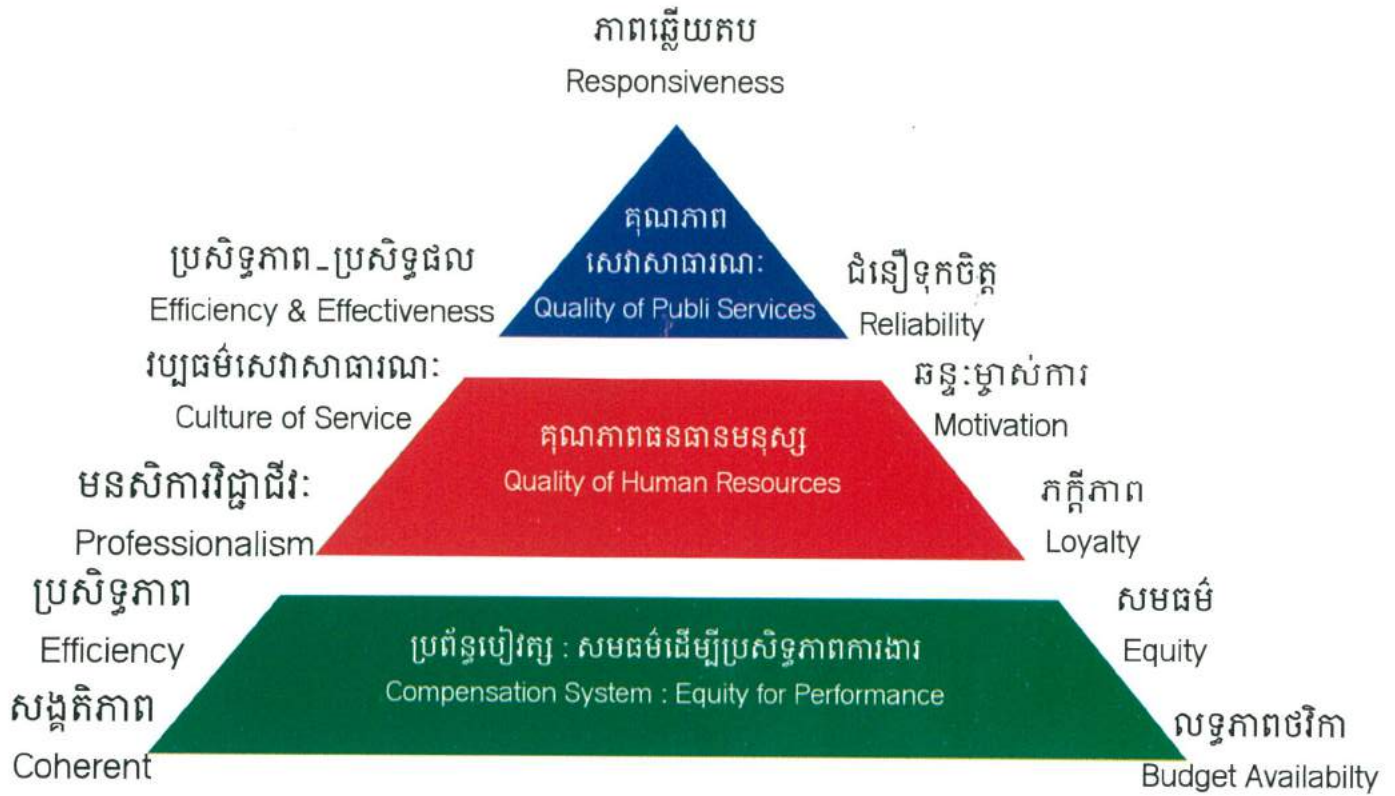 ភាពឆ្លើយតប
Responsiveness
គុណភាព
សេវាសាធារណៈ
Quality of Publi Services
ប្រសិទ្ធភាព-ប្រសិទ្ធផល
Efficiency & Effectiveness
ជំនឿទុកចិត្ត
Reliability
វប្បធម៌សេវាសាធារណៈ
Culture of Service
ឆន្ទៈម្ចាស់ការ
Motivation
គុណភាពធនធានមនុស្ស
Quality of Human Resources
មនសិការវិជ្ជាជីវៈ
Professionalism
ភក្ដីភាព
Loyalty
ប្រសិទ្ធភាព
Efficiency
សមធម៌
Equity
ប្រព័ន្ធបៀវត្ស : សមធម៌ដើម្បីប្រសិទ្ធភាពការងារ
Compensation System : Equity for Performance
សង្គតិភាព
Coherent
លទ្ធភាពថវិកា
Budget Availabilty